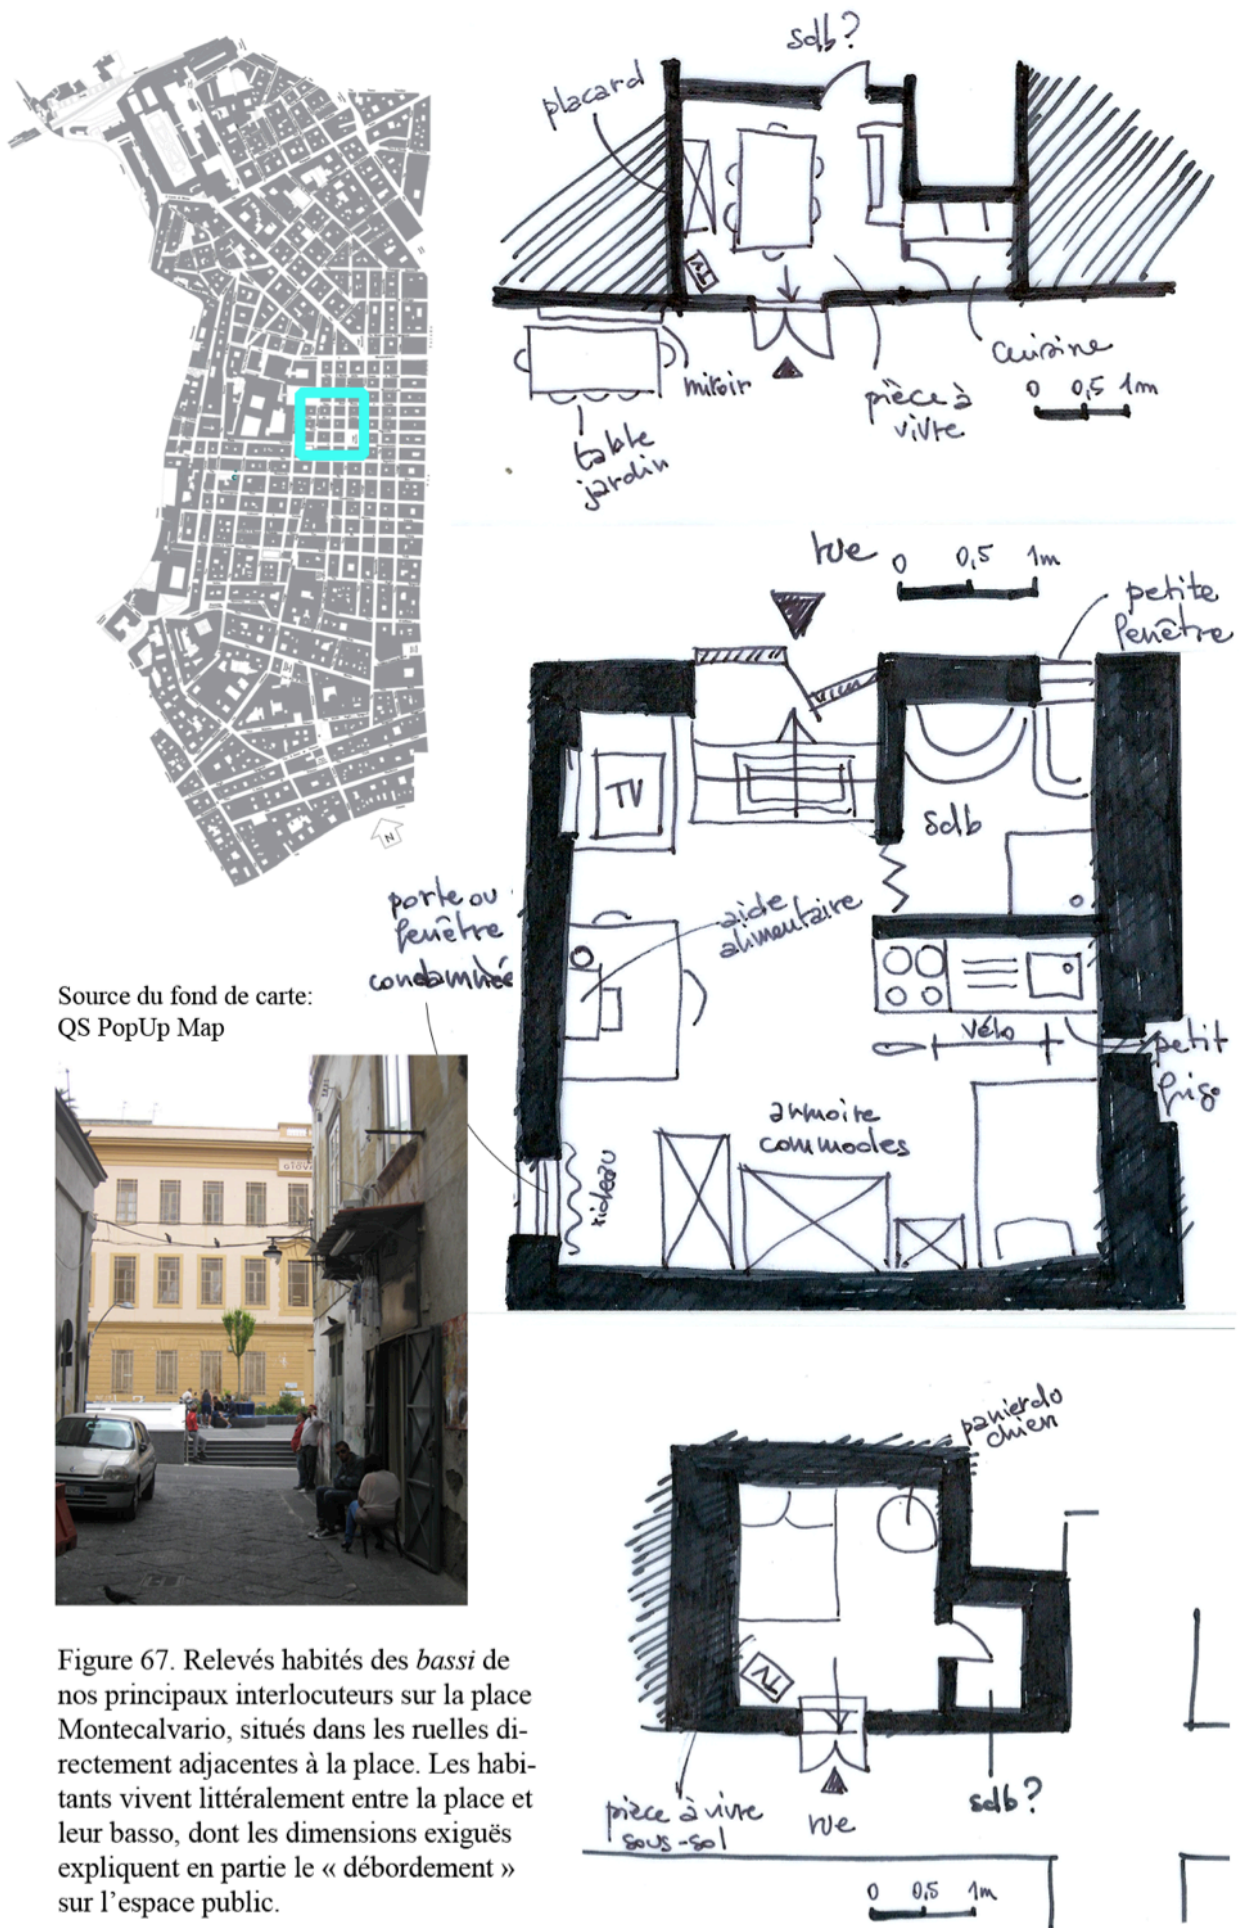 sdb?
placard
TV
miroir
table
jardin
pièce à
vivre
cuisine
0 0,5 1m
N
rue
0 0,5 1m
petite
fenêtre
TV
sdb
aide
alimentaire
porte ou
fenêtre
condamnée
vélo
petit
frigo
armoire
commodes
rideau
Source du fond de carte:
QS PopUp Map
GIOVA
panier do
chien
TV
pièce à vivre
sous-sol
rue
sdb?
0 0,5 1m
Figure 67. Relevés habités des bassi de
nos principaux interlocuteurs sur la place
Montecalvario, situés dans les ruelles di-
rectement adjacentes à la place. Les habi-
tants vivent littéralement entre la place et
leur basso, dont les dimensions exiguës
expliquent en partie le « débordement »
sur l’espace public.